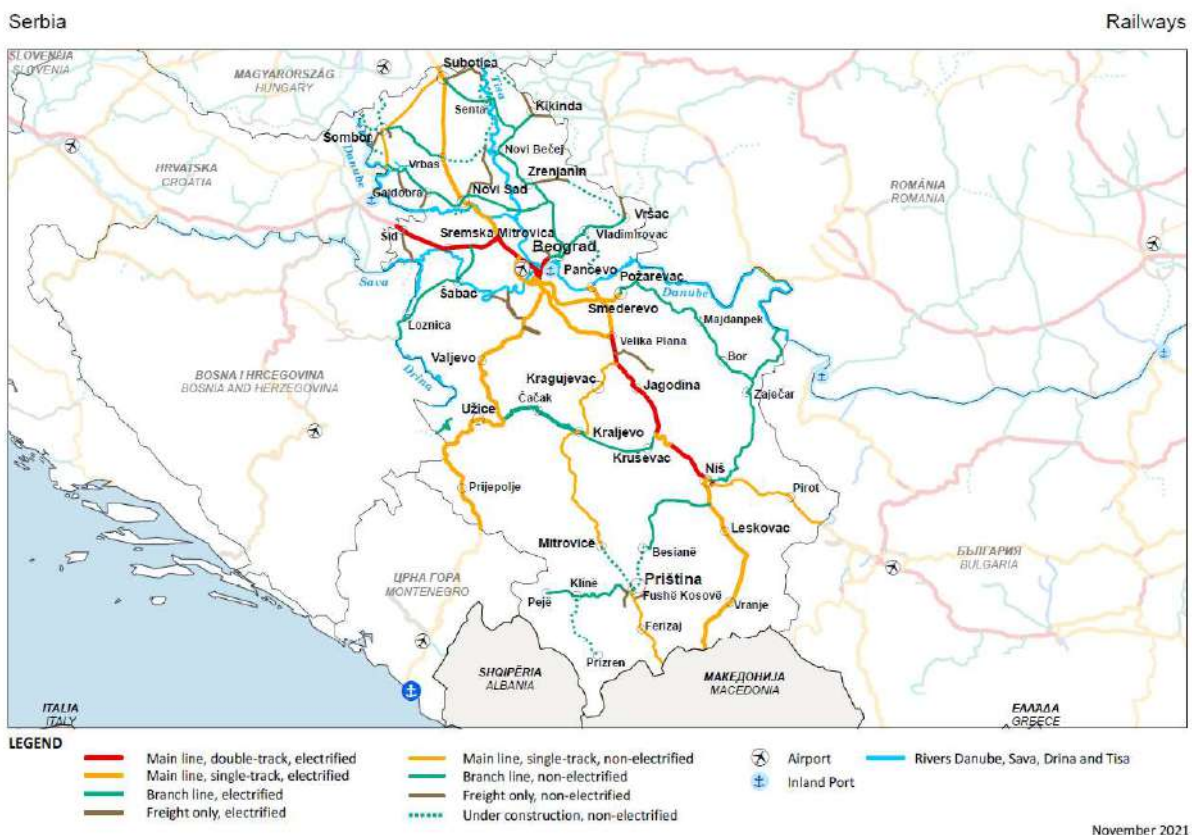 Serbia
Railways
SLOVENIJA
SLOVENIA
MAGYARORSZÁG
HUNGARY
Subotica
Tisa
Senta
Kikinda
Sombor
Novi Bečej
HRVATSKA
CROATIA
Danube
Vrbas
Zrenjanin
ROMÂNIA
ROMANIA
Gajdobra
Novi Sad
Vršac
Šid
Sremska Mitrovica
Vladimirovac
Beograd
Sava
Pančevo
Požarevac
Danube
Šabac
Smederevo
Loznica
Majdanpek
Velika Plana
Bor
Valjevo
Drina
BOSNA I HRCEGOVINA
BOSNIA AND HERZEGOVINA
Kragujevac
Jagodina
Čačak
Zaječar
Užice
Kraljevo
Kruševac
Niš
Prijepolje
Pirot
Leskovac
Mitrovicë
Besianë
БЪЛГАРИЯ
BULGARIA
ЦРНА ГОРА
MONTENEGRO
Klinë
Priština
Pejë
Fushë Kosovë
Vranje
Ferizaj
Prizren
SHQIPËRIA
ALBANIA
МАКЕДОНИЈА
MACEDONIA
ITALIA
ITALY
ΕΛΛΑΔΑ
GREECE
LEGEND
Main line, double-track, electrified
Main line, single-track, electrified
Branch line, electrified
Freight only, electrified
Main line, single-track, non-electrified
Branch line, non-electrified
Freight only, non-electrified
Under construction, non-electrified
Airport
Inland Port
Rivers Danube, Sava, Drina and Tisa
November 2021